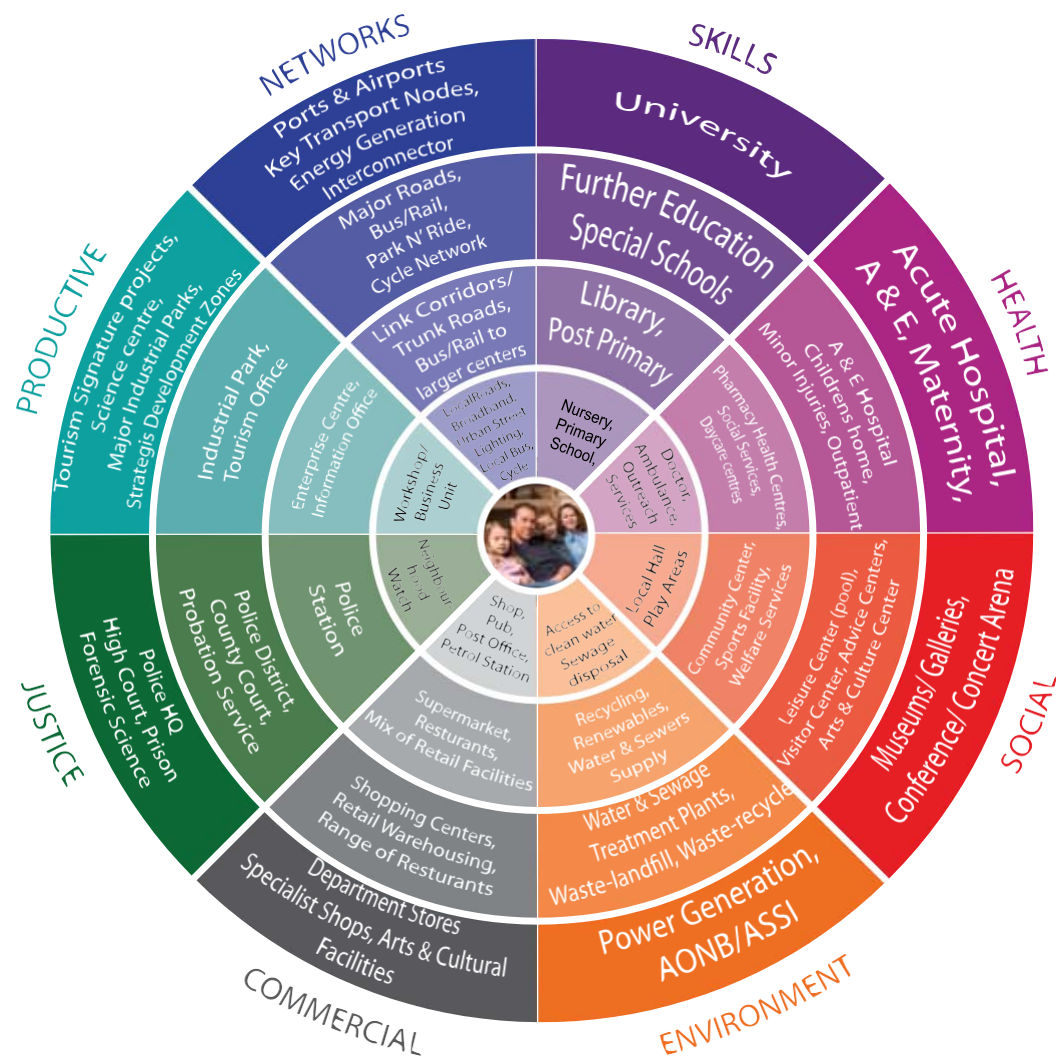 NETWORKS
Ports & Airports
Key Transport Nodes,
Energy Generation
Interconnector
Major Roads,
Bus/Rail,
Park N' Ride,
Cycle Network
Link Corridors/
Trunk Roads,
Bus/Rail to
larger centers
LocalRoads,
Broadband,
Urban Street
Lighting,
Local Bus,
Cycle
SKILLS
University
Further Education
Special Schools
Library,
Post Primary
Nursery,
Primary
School,
HEALTH
Acute Hospital,
A & E, Maternity,
A & E Hospital
Childrens home,
Minor Injuries, Outpatient
Pharmacy Health Centres,
Social Services,
Daycare centres
Doctor,
Ambulance,
Outreach
Services
SOCIAL
Museums/ Galleries,
Conference/ Concert Arena
Leisure Center (pool),
Visitor Center, Advice Centers,
Arts & Culture Center
Community Center,
Sports Facility,
Welfare Services
Local Hall
Play Areas
ENVIRONMENT
Power Generation,
AONB/ASSI
Water & Sewage
Treatment Plants,
Waste-landfill, Waste-recycle
Recycling,
Renewables,
Water & Sewers
Supply
Access to
clean water
Sewage
disposal
COMMERCIAL
Department Stores
Specialist Shops, Arts & Cultural
Facilities
Shopping Centers,
Retail Warehousing,
Range of Resturants
Supermarket,
Resturants,
Mix of Retail Facilities
Shop,
Pub,
Post Office,
Petrol Station
JUSTICE
Police HQ
High Court, Prison
Forensic Science
Police District,
County Court,
Probation Service
Police
Station
Neighbour
hood
Watch
PRODUCTIVE
Tourism Signature projects,
Science centre,
Major Industrial Parks,
Strategis Development Zones
Industrial Park,
Tourism Office
Enterprise Centre,
Information Office
Workshop/
Business
Unit